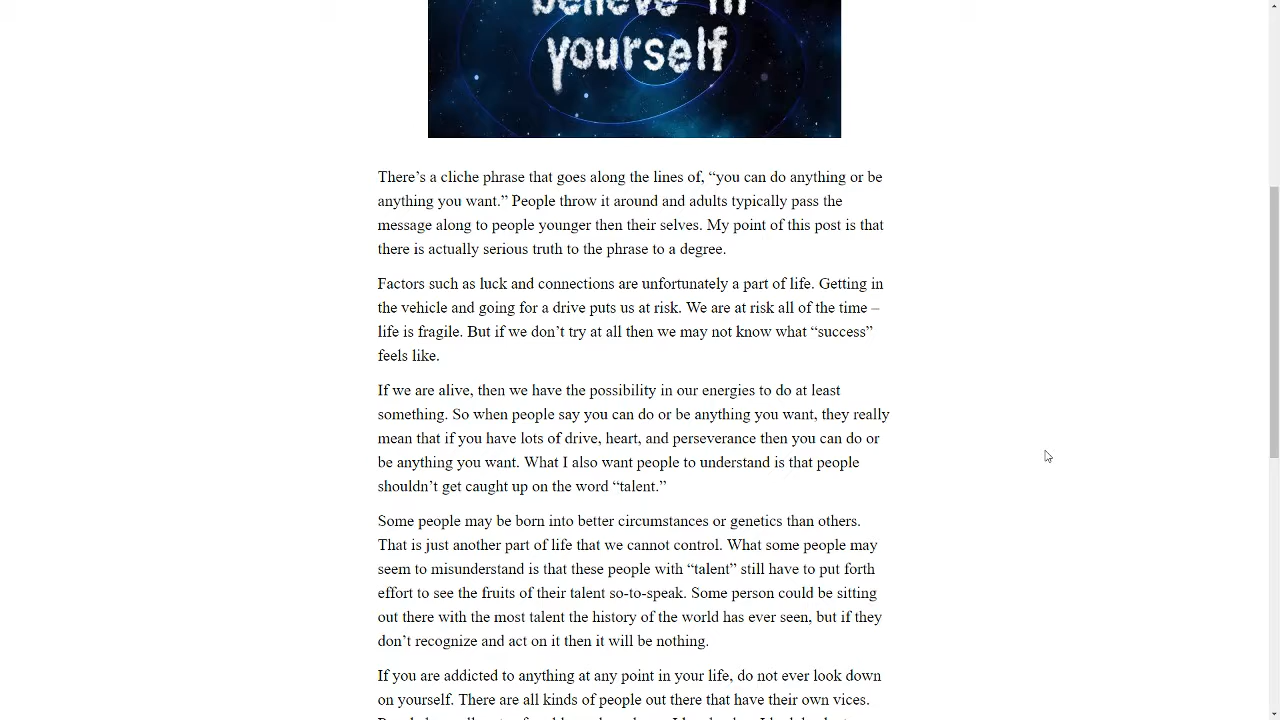 believe in
yourself
There’s a cliche phrase that goes along the lines of, “you can do anything or be
anything you want.” People throw it around and adults typically pass the
message along to people younger then their selves. My point of this post is that
there is actually serious truth to the phrase to a degree.
Factors such as luck and connections are unfortunately a part of life. Getting in
the vehicle and going for a drive puts us at risk. We are at risk all of the time –
life is fragile. But if we don’t try at all then we may not know what “success”
feels like.
If we are alive, then we have the possibility in our energies to do at least
something. So when people say you can do or be anything you want, they really
mean that if you have lots of drive, heart, and perseverance then you can do or
be anything you want. What I also want people to understand is that people
shouldn’t get caught up on the word “talent.”
Some people may be born into better circumstances or genetics than others.
That is just another part of life that we cannot control. What some people may
seem to misunderstand is that these people with “talent” still have to put forth
effort to see the fruits of their talent so-to-speak. Some person could be sitting
out there with the most talent the history of the world has ever seen, but if they
don’t recognize and act on it then it will be nothing.
If you are addicted to anything at any point in your life, do not ever look down
on yourself. There are all kinds of people out there that have their own vices.